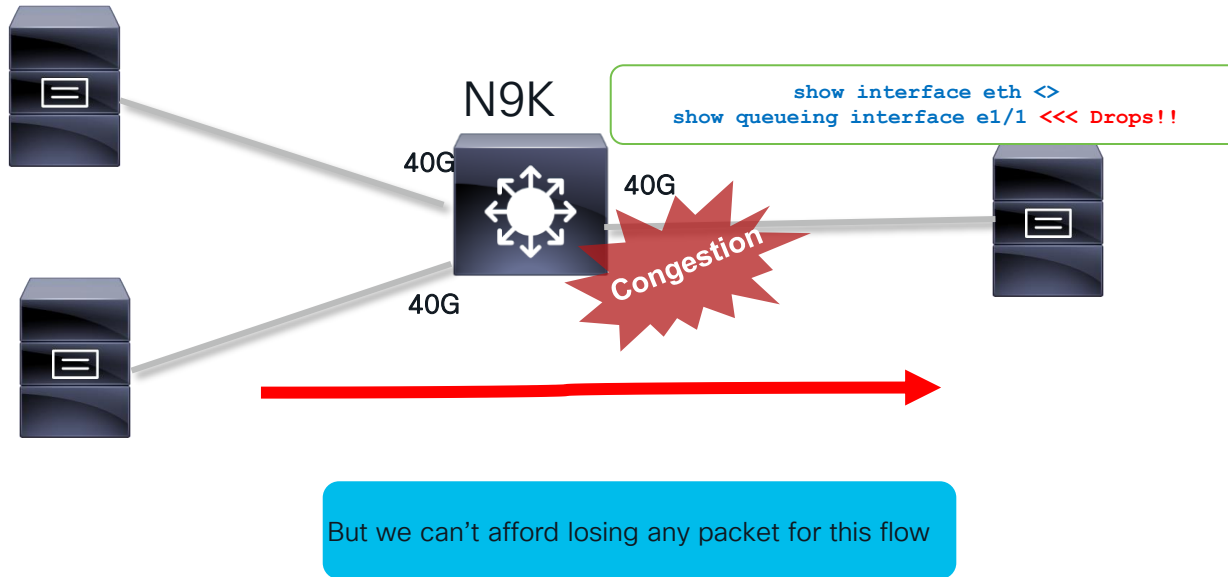 N9K
show interface eth <>
show queueing interface e1/1 <<< Drops!!
40G
40G
Congestion
40G
But we can’t afford losing any packet for this flow